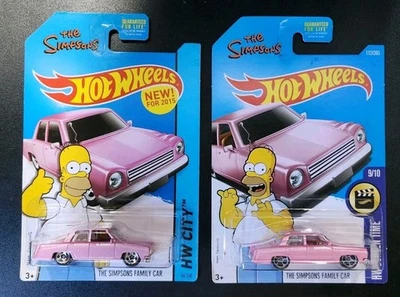 THE SIMPSONS
GUARANTEED
FOR LIFE
HOT WHEELS
NEW!
FOR 2015
HW CITY
3+
THE SIMPSONS FAMILY CAR
THE SIMPSONS
GUARANTEED
FOR LIFE
HOT WHEELS
9/10
TIME
3+
THE SIMPSONS FAMILY CAR